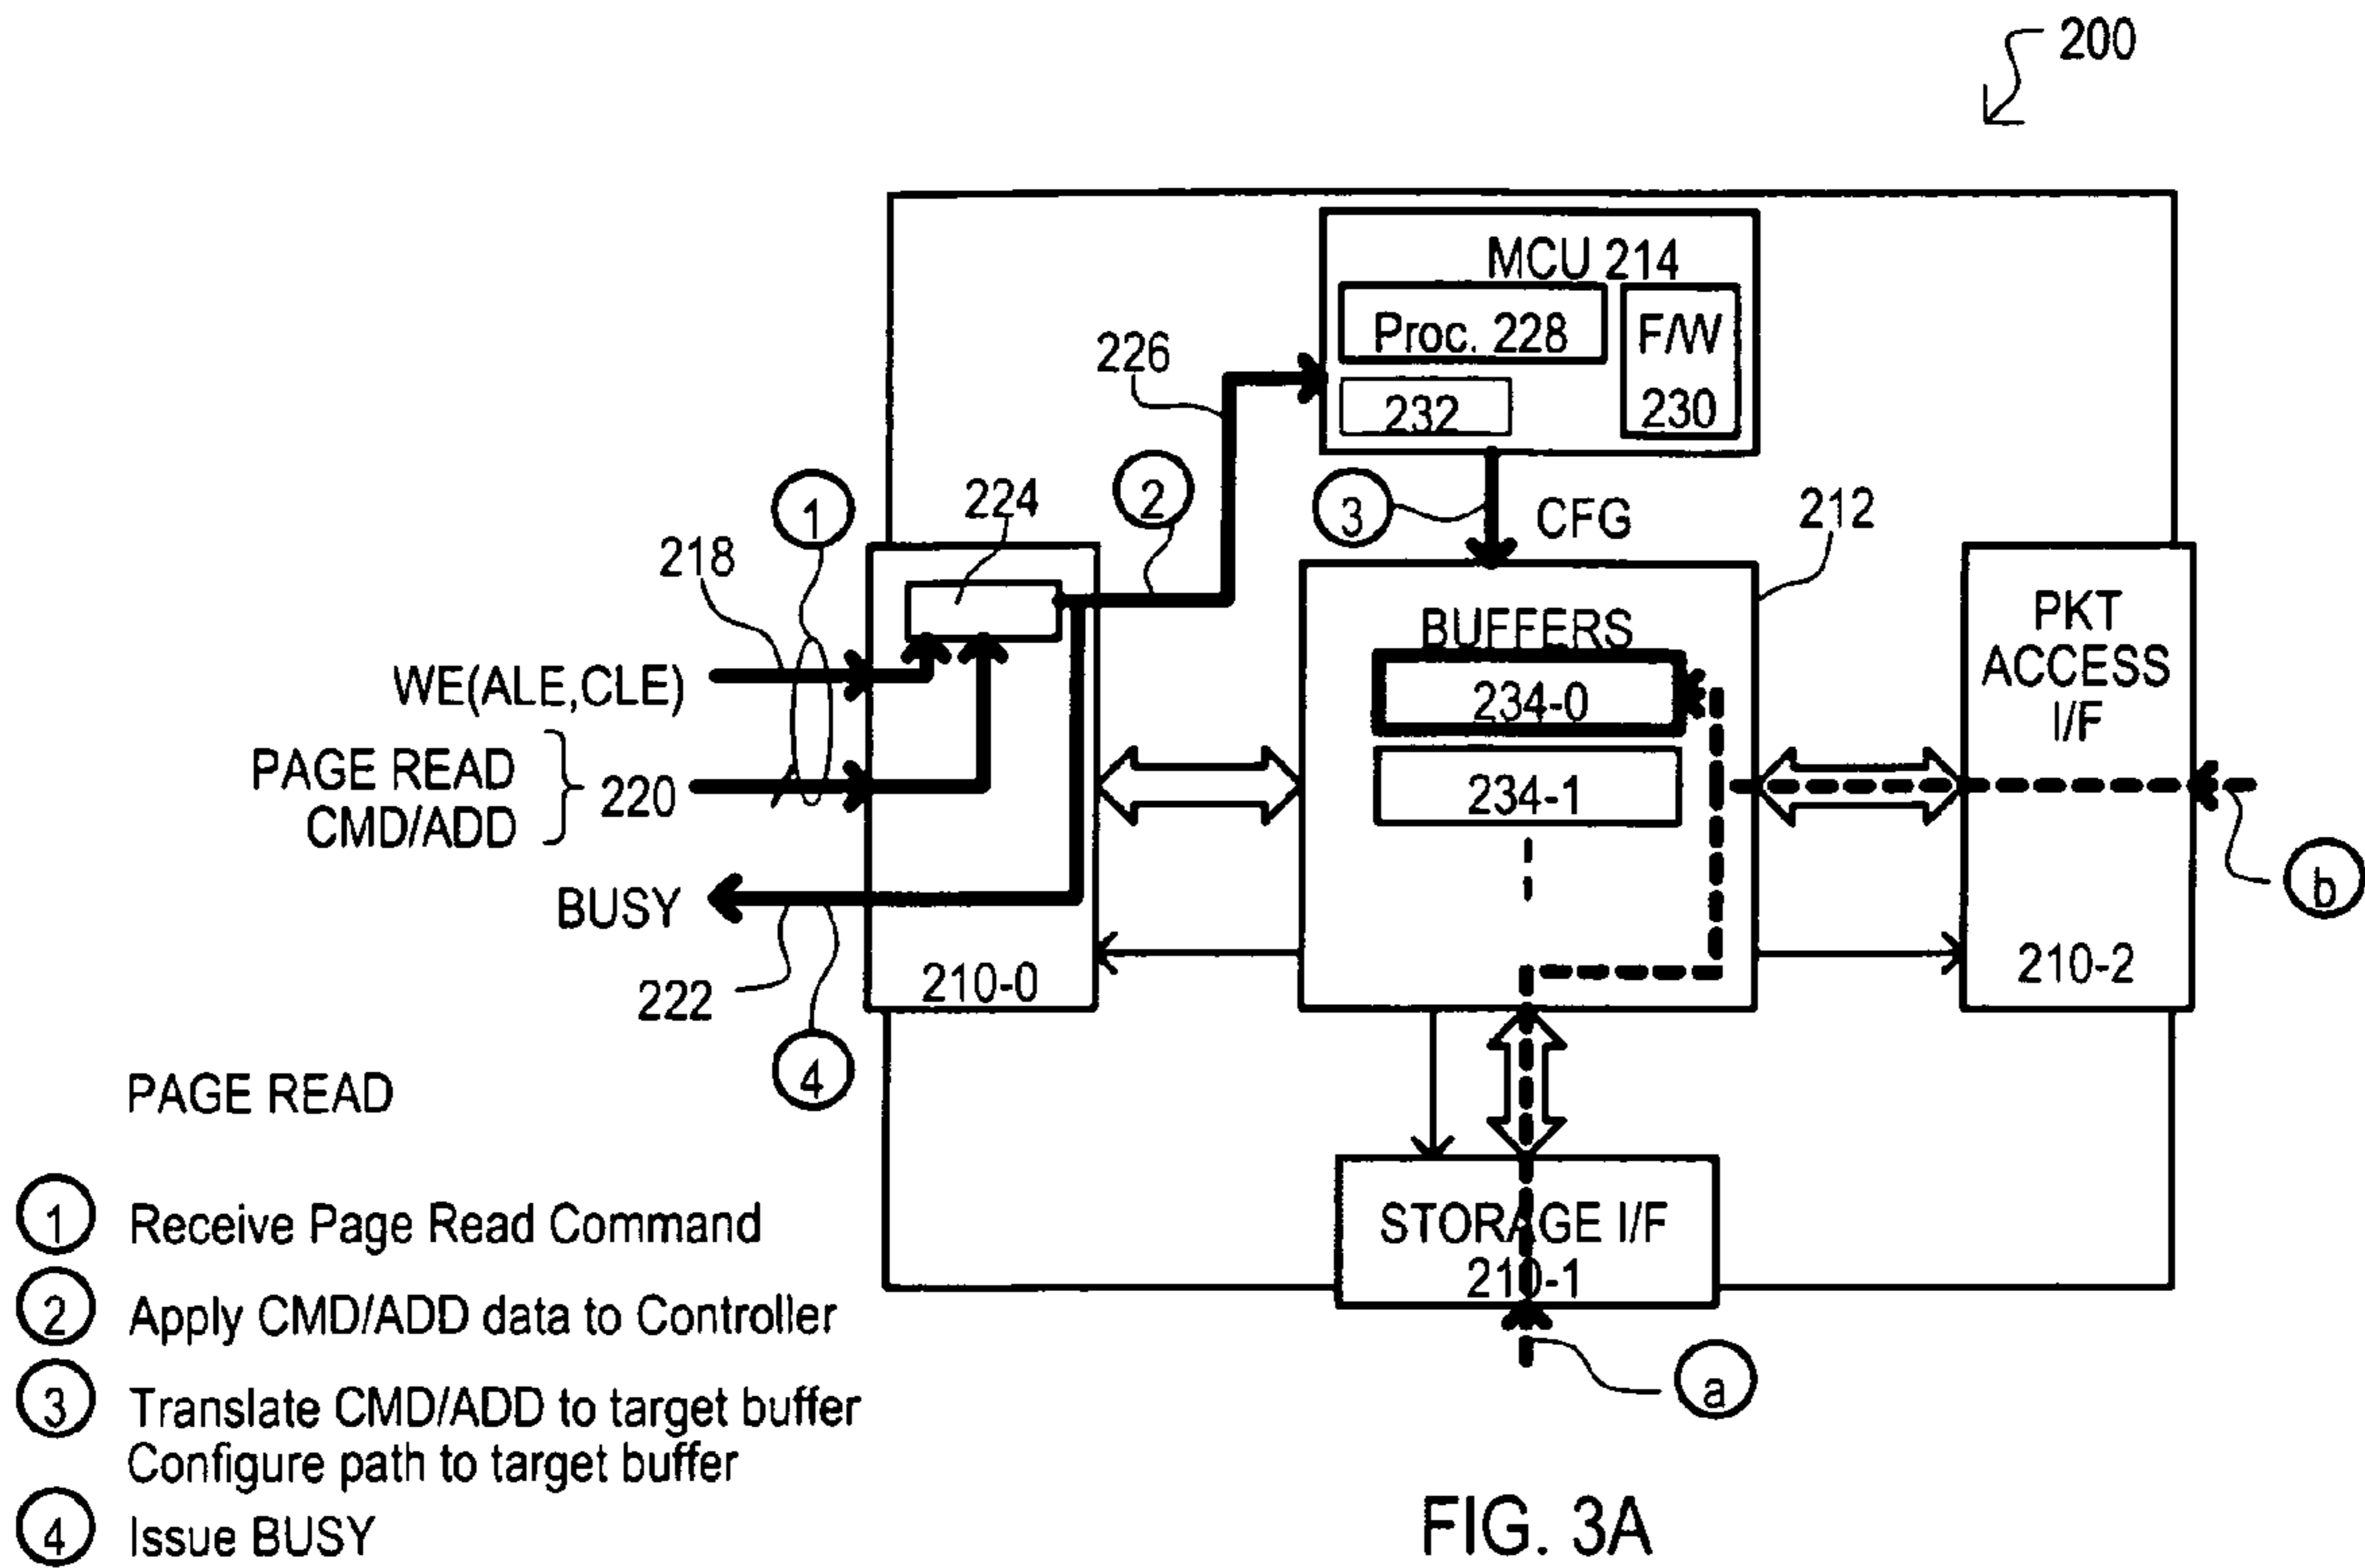 200
MCU 214
Proc. 228
F/W
230
232
226
2
3
CFG
212
1
224
218
WE(ALE,CLE)
PAGE READ
CMD/ADD
220
BUSY
222
4
210-0
BUFFERS
234-0
234-1
PKT
ACCESS
I/F
210-2
b
STORAGE I/F
210-1
a
PAGE READ
1 Receive Page Read Command
2 Apply CMD/ADD data to Controller
3 Translate CMD/ADD to target buffer
Configure path to target buffer
4 Issue BUSY
FIG. 3A